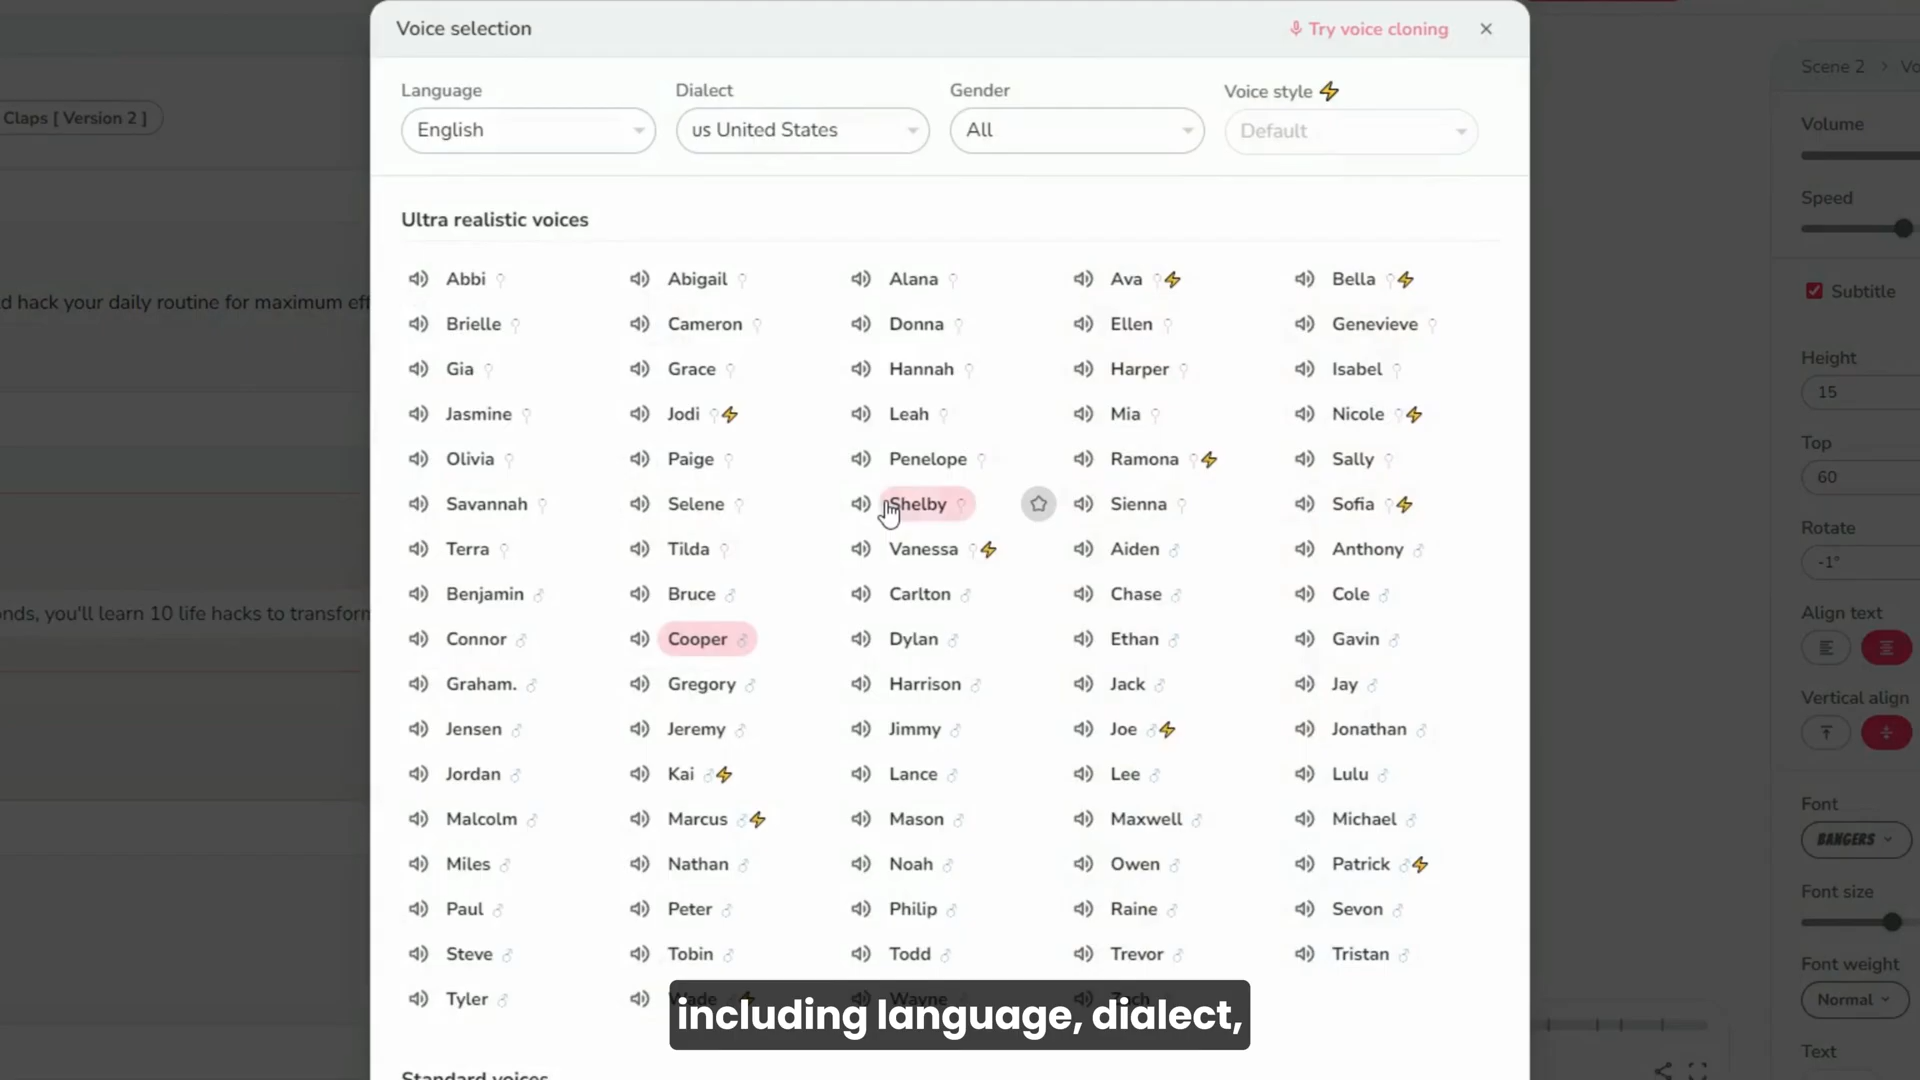 Voice selection
Try voice cloning
Language
Dialect
Gender
Voice style
English
us United States
All
Default
Ultra realistic voices
Abbi
Abigail
Alana
Ava
Bella
Brielle
Cameron
Donna
Ellen
Genevieve
Gia
Grace
Hannah
Harper
Isabel
Jasmine
Jodi
Leah
Mia
Nicole
Olivia
Paige
Penelope
Ramona
Sally
Savannah
Selene
Shelby
Sienna
Sofia
Terra
Tilda
Vanessa
Aiden
Anthony
Benjamin
Bruce
Carlton
Chase
Cole
Connor
Cooper
Dylan
Ethan
Gavin
Graham.
Gregory
Harrison
Jack
Jay
Jensen
Jeremy
Jimmy
Joe
Jonathan
Jordan
Kai
Lance
Lee
Lulu
Malcolm
Marcus
Mason
Maxwell
Michael
Miles
Nathan
Noah
Owen
Patrick
Paul
Peter
Philip
Raine
Sevon
Steve
Tobin
Todd
Trevor
Tristan
Tyler
Wade
Wayne
Zach
including language, dialect,
Standard voices
Claps [ Version 2 ]
d hack your daily routine for maximum eff
onds, you'll learn 10 life hacks to transform
Scene 2 > Vo
Volume
Speed
Subtitle
Height
15
Top
60
Rotate
-1°
Align text
Vertical align
Font
BANGERS
Font size
Font weight
Normal
Text